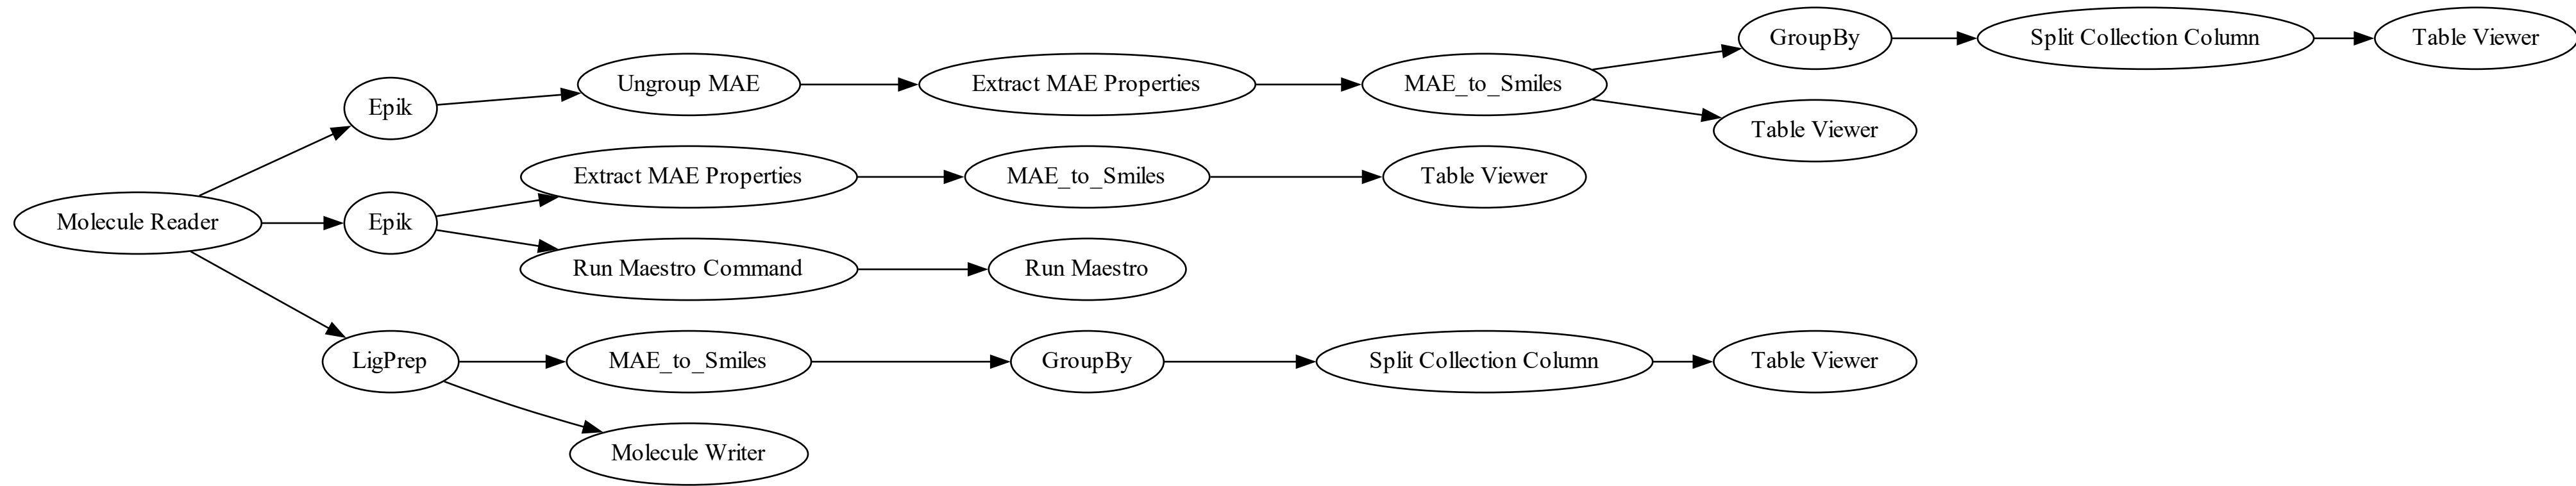 GroupBy
Split Collection Column
Table Viewer
Ungroup MAE
Extract MAE Properties
MAE_to_Smiles
Epik
Table Viewer
Extract MAE Properties
MAE_to_Smiles
Table Viewer
Molecule Reader
Epik
Run Maestro Command
Run Maestro
LigPrep
MAE_to_Smiles
GroupBy
Split Collection Column
Table Viewer
Molecule Writer